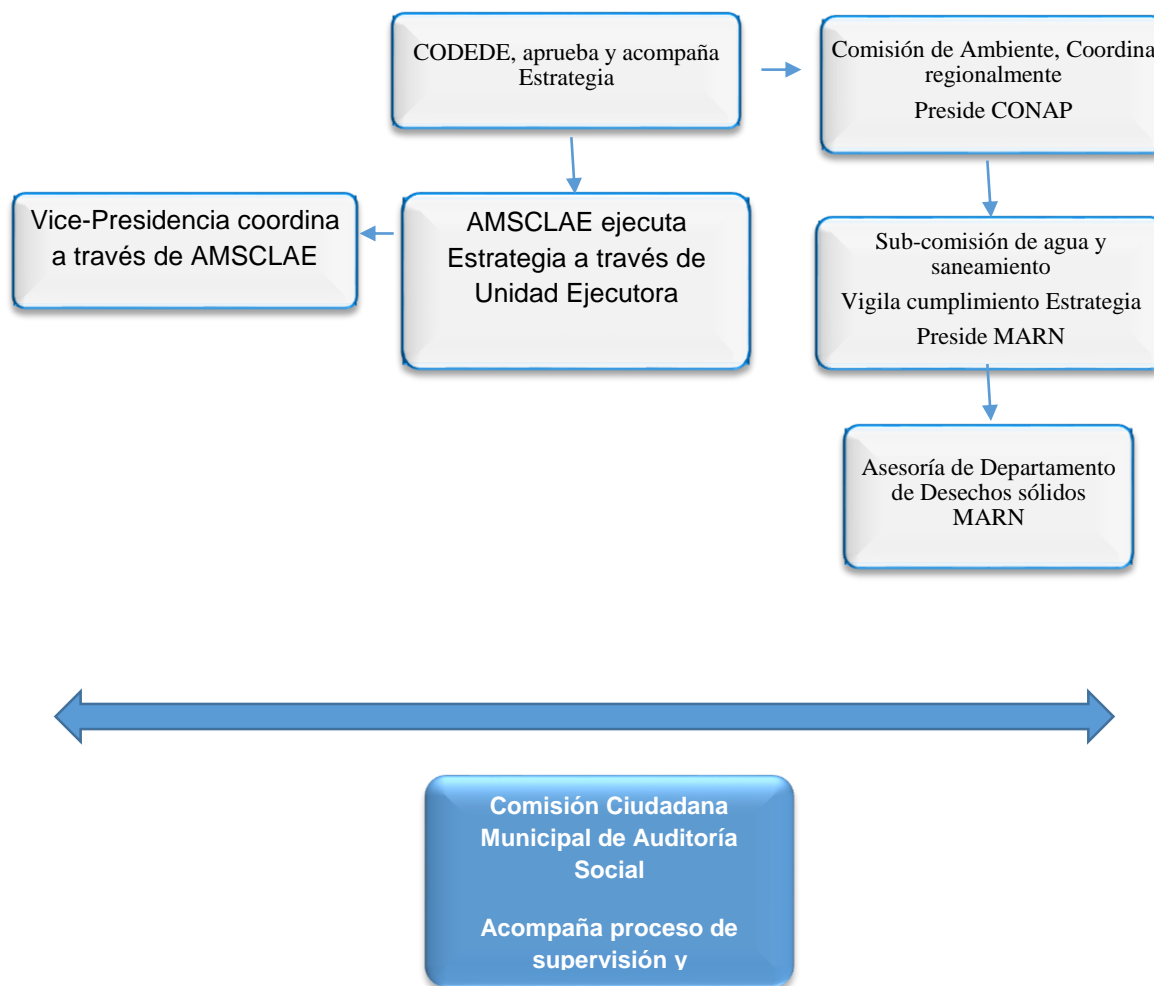 CODEDE, aprueba y acompaña
Estrategia
Comisión de Ambiente, Coordina
regionalmente
Preside CONAP
Vice-Presidencia coordina
a través de AMSCLAE
AMSCLAE ejecuta
Estrategia a través de
Unidad Ejecutora
Sub-comisión de agua y
saneamiento
Vigila cumplimiento Estrategia
Preside MARN
Asesoría de Departamento
de Desechos sólidos
MARN
Comisión Ciudadana
Municipal de Auditoría
Social
Acompaña proceso de
supervisión y